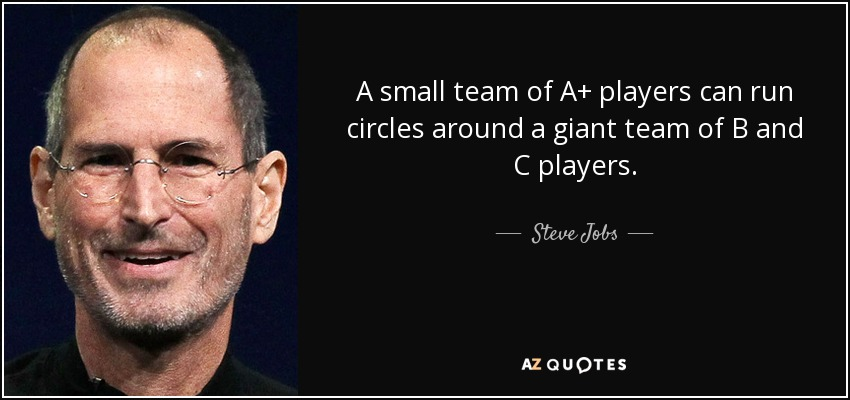 A small team of A+ players can run
circles around a giant team of B and
C players.
Steve Jobs
AZ QUOTES